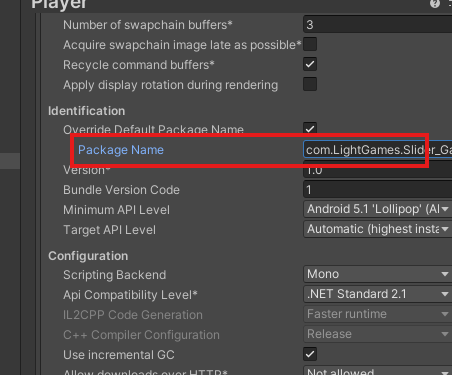 Player
Number of swapchain buffers* 3
Acquire swapchain image late as possible*
Recycle command buffers*
Apply display rotation during rendering
Identification
Override Default Package Name
Package Name com.LightGames.Slider_Ga
Version* 1.0
Bundle Version Code 1
Minimum API Level Android 5.1 'Lollipop' (AI
Target API Level Automatic (highest insta
Configuration
Scripting Backend Mono
Api Compatibility Level* .NET Standard 2.1
IL2CPP Code Generation Faster runtime
C++ Compiler Configuration Release
Use incremental GC
Allow downloads over HTTP* Not allowed